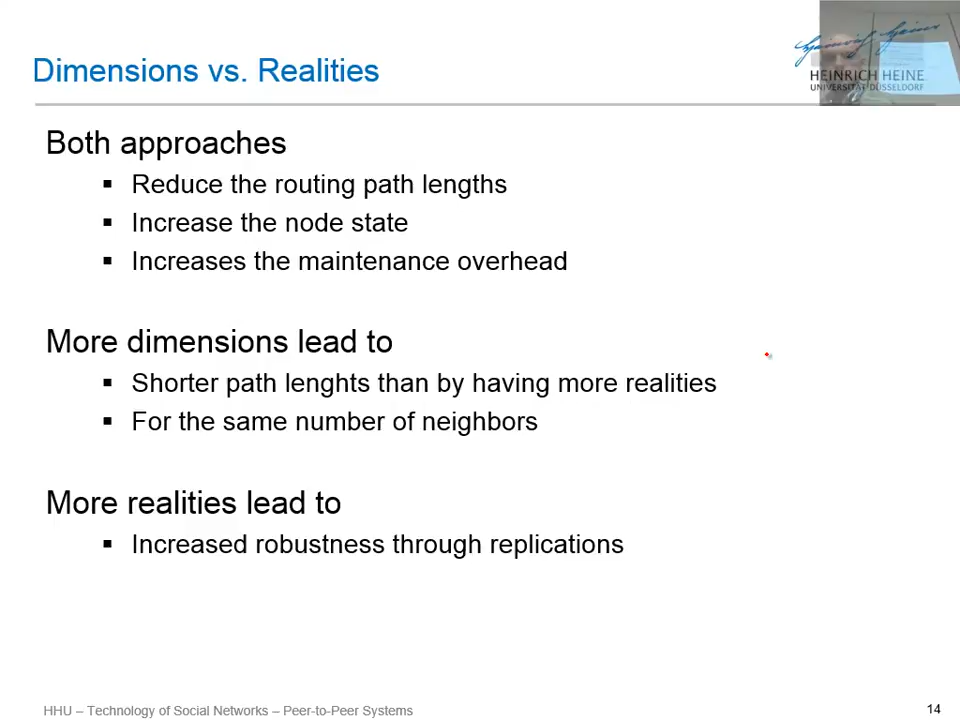 Dimensions vs. Realities
Heinrich Heine
HEINRICH HEINE
UNIVERSITÄT DÜSSELDORF
Both approaches
▪ Reduce the routing path lengths
▪ Increase the node state
▪ Increases the maintenance overhead
More dimensions lead to
▪ Shorter path lenghts than by having more realities
▪ For the same number of neighbors
More realities lead to
▪ Increased robustness through replications
HHU – Technology of Social Networks – Peer-to-Peer Systems
14